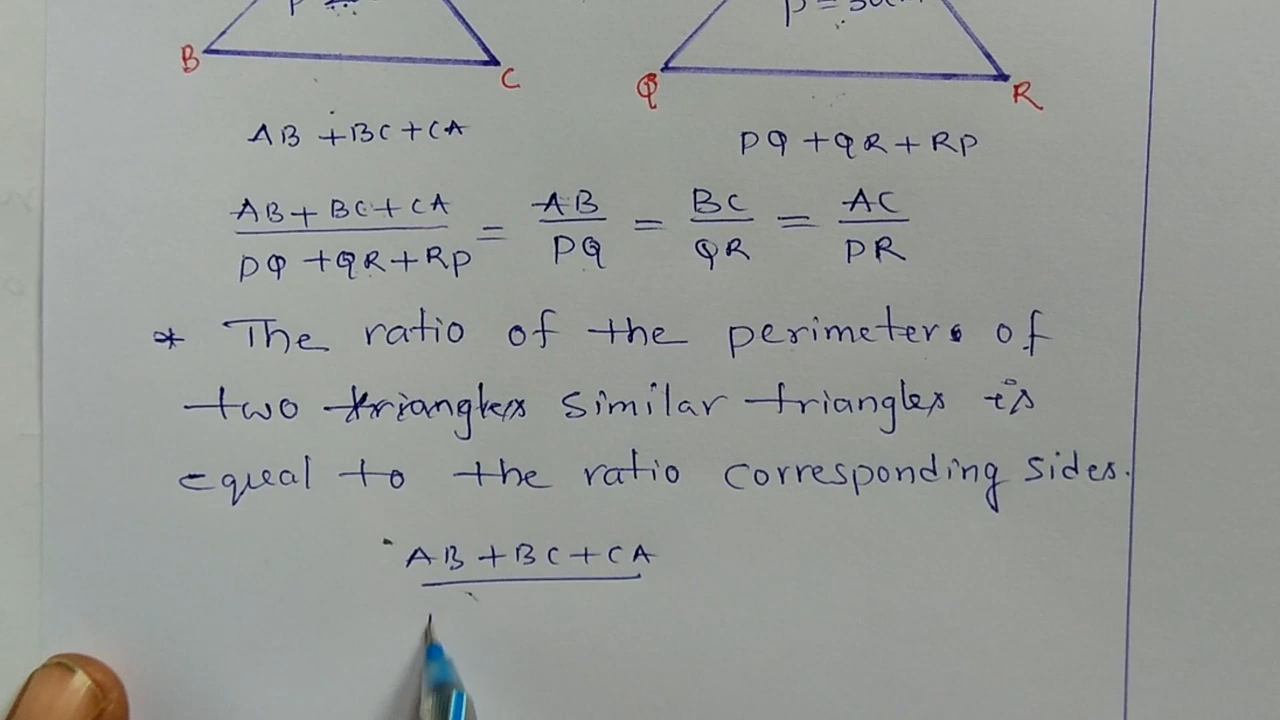 P = P = 30cm
B C Q R
AB + BC + CA PQ + QR + RP
AB + BC + CA / PQ + QR + RP = AB / PQ = BC / QR = AC / PR
* The ratio of the perimeters of
two triangles similar triangles is
equal to the ratio corresponding sides.
AB + BC + CA